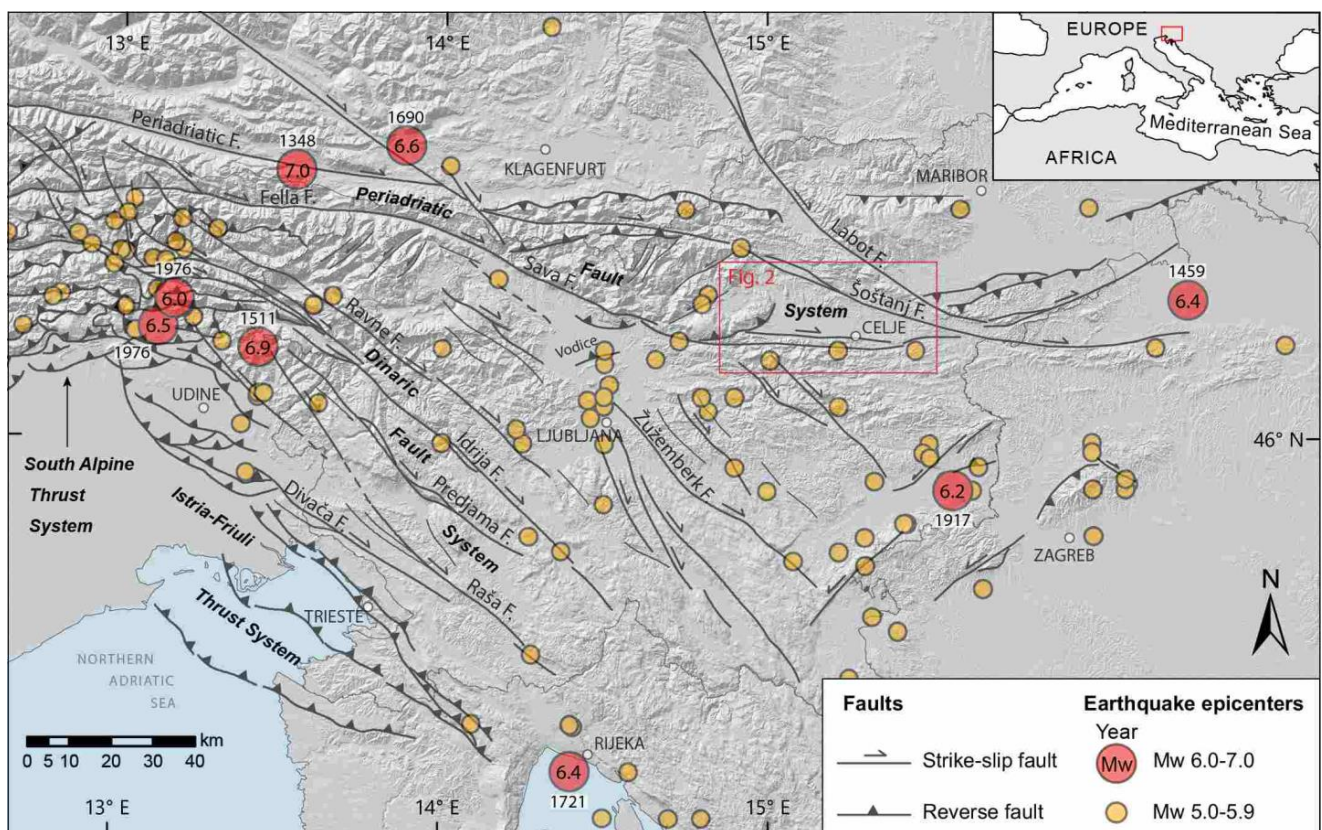 13° E
14° E
15° E
EUROPE
Mediterranean Sea
AFRICA
Periadriatic F.
1348
7.0
1690
6.6
KLAGENFURT
MARIBOR
Fella F.
Periadriatic
Fault
System
Labot F.
Sava F.
Šoštanj F.
Fig. 2
CELJE
1459
6.4
1976
6.0
6.5
1976
1511
6.9
Ravne F.
Vodice
Dinaric
Fault
System
UDINE
LJUBLJANA
46° N
Idrija F.
Predjama F.
Žužemberk F.
South Alpine
Thrust
System
Istria-Friuli
Thrust System
Divača F.
Raša F.
6.2
1917
ZAGREB
TRIESTE
NORTHERN
ADRIATIC
SEA
N
RIJEKA
6.4
1721
0 5 10 20 30 40
km
13° E
14° E
15° E
Faults
Strike-slip fault
Reverse fault
Earthquake epicenters
Year
Mw
Mw 6.0-7.0
Mw 5.0-5.9